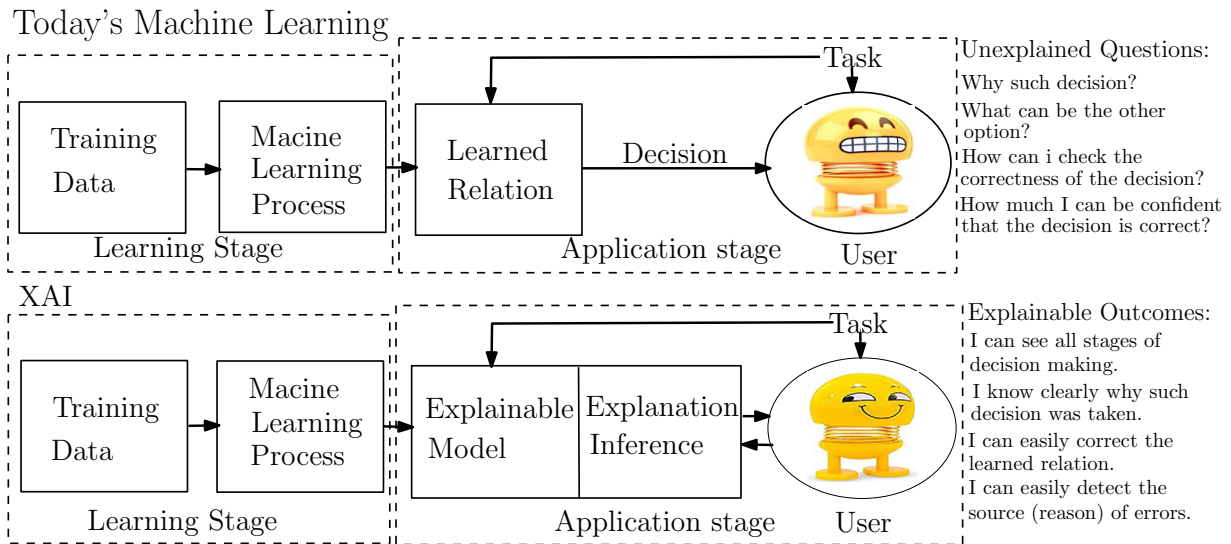 Today's Machine Learning
Training
Data
Macine
Learning
Process
Learning Stage
Learned
Relation
Decision
Task
Application stage
User
Unexplained Questions:
Why such decision?
What can be the other
option?
How can i check the
correctness of the decision?
How much I can be confident
that the decision is correct?
XAI
Training
Data
Macine
Learning
Process
Learning Stage
Explainable
Model
Explanation
Inference
Task
Application stage
User
Explainable Outcomes:
I can see all stages of
decision making.
I know clearly why such
decision was taken.
I can easily correct the
learned relation.
I can easily detect the
source (reason) of errors.